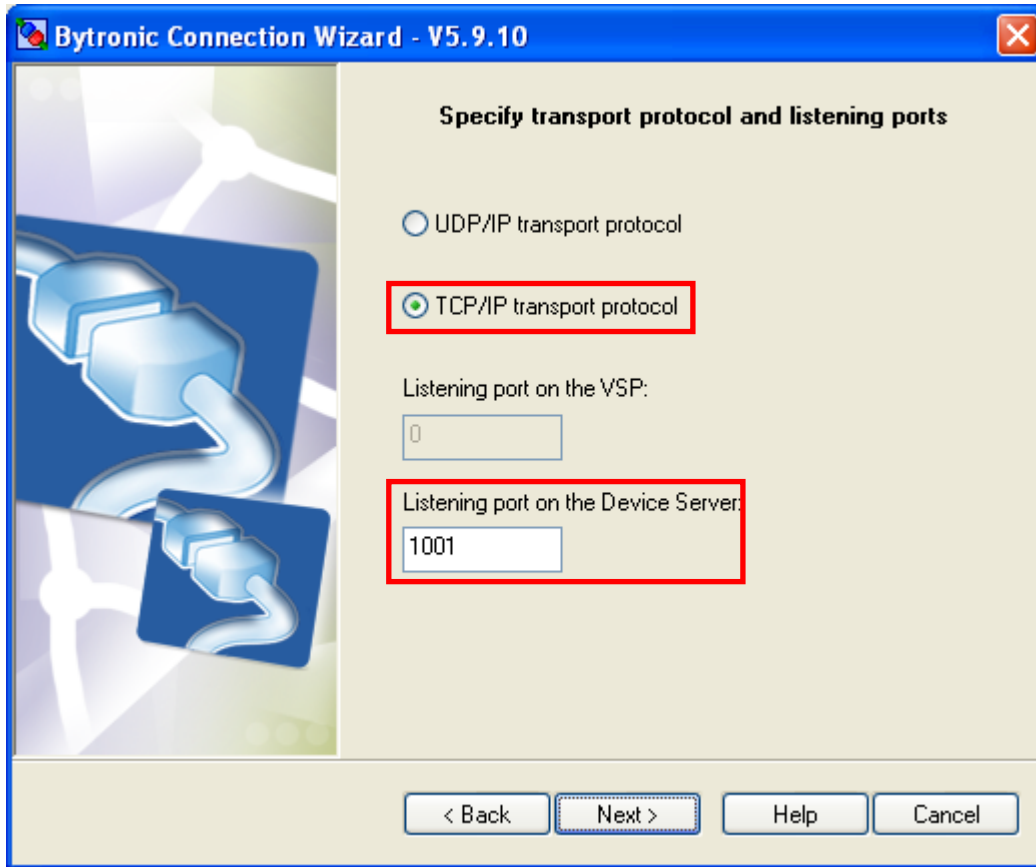 Bytronic Connection Wizard - V5.9.10
Specify transport protocol and listening ports
UDP/IP transport protocol
TCP/IP transport protocol
Listening port on the VSP:
0
Listening port on the Device Server:
1001
< Back
Next >
Help
Cancel